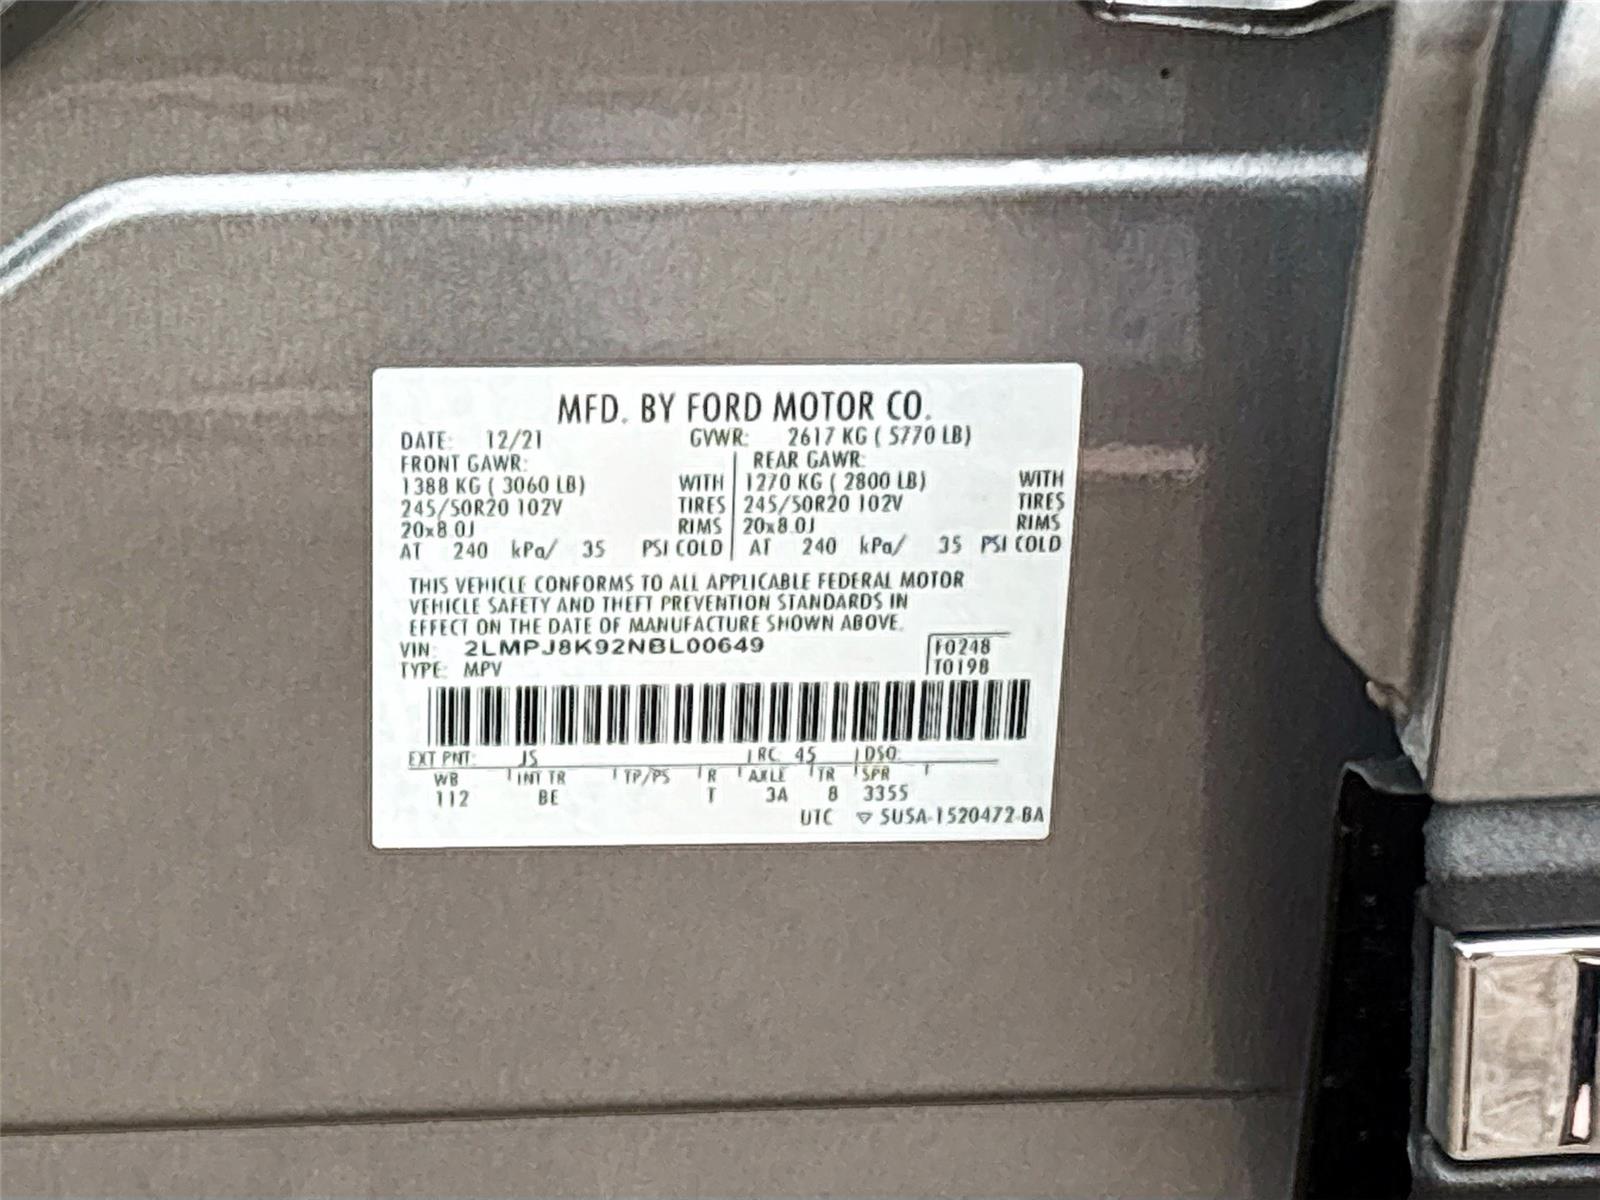 MFD. BY FORD MOTOR CO.
DATE: 12/21 GVWR: 2617 KG ( 5770 LB)
FRONT GAWR: REAR GAWR:
1388 KG ( 3060 LB) WITH 1270 KG ( 2800 LB) WITH
245/50R20 102V TIRES 245/50R20 102V TIRES
20x8.0J RIMS 20x8.0J RIMS
AT 240 kPa/ 35 PSI COLD AT 240 kPa/ 35 PSI COLD
THIS VEHICLE CONFORMS TO ALL APPLICABLE FEDERAL MOTOR
VEHICLE SAFETY AND THEFT PREVENTION STANDARDS IN
EFFECT ON THE DATE OF MANUFACTURE SHOWN ABOVE.
VIN: 2LMPJ8K92NBL00649 F0248
TYPE: MPV T0198
EXT PNT: JS RC: 45 DSO:
WB INT TR TP/PS R AXLE TR SPR
112 BE T 3A 8 3355
UTC ▽ 5U5A-1520472-BA